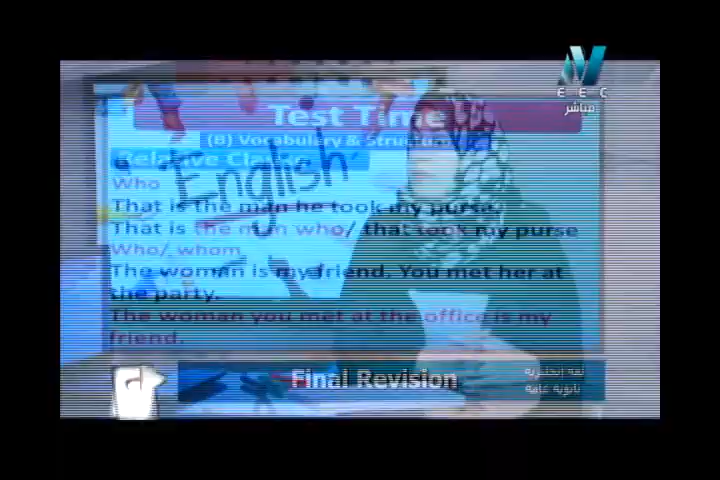 E E C
مباشر
Test Time
(8) Vocabulary & Structure
Relative Clauses
English
Who
That is the man he took my purse.
That is the man who/ that took my purse
Who/ whom
The woman is my friend. You met her at
the party.
The woman you met at the office is my
friend.
Final Revision
لغة إنجليزية
ثانوية عامة